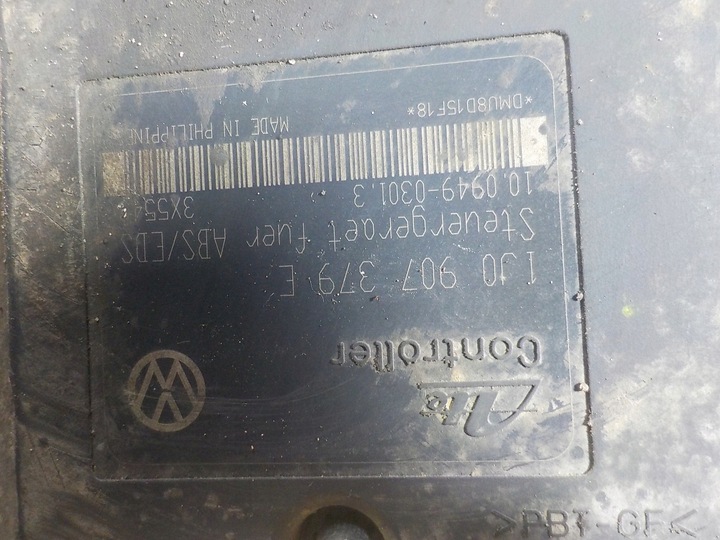 Ate
Controller
1J0 907 379 E
Steuergeraet fuer ABS/EDS
10.0949-0301.3 3X55
*DMU8D15F18* MADE IN PHILIPPIN
>PBT-GF<